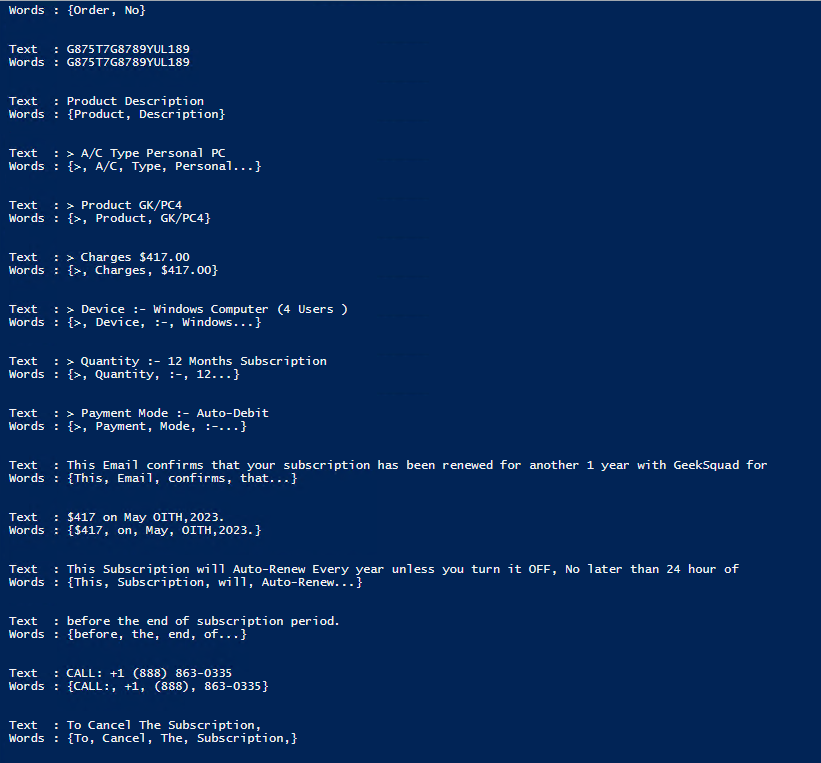 Words : {Order, No}
Text  : G875T7G8789YUL189
Words : G875T7G8789YUL189
Text  : Product Description
Words : {Product, Description}
Text  : > A/C Type Personal PC
Words : {>, A/C, Type, Personal...}
Text  : > Product GK/PC4
Words : {>, Product, GK/PC4}
Text  : > Charges $417.OO
Words : {>, Charges, $417.OO}
Text  : > Device :- Windows Computer (4 Users )
Words : {>, Device, :-, Windows...}
Text  : > Quantity :- 12 Months Subscription
Words : {>, Quantity, :-, 12...}
Text  : > Payment Mode :- Auto-Debit
Words : {>, Payment, Mode, :-...}
Text  : This Email confirms that your subscription has been renewed for another 1 year with GeekSquad for
Words : {This, Email, confirms, that...}
Text  : $417 on May OITH,2023.
Words : {$417, on, May, OITH,2023.}
Text  : This Subscription will Auto-Renew Every year unless you turn it OFF, No later than 24 hour of
Words : {This, Subscription, will, Auto-Renew...}
Text  : before the end of subscription period.
Words : {before, the, end, of...}
Text  : CALL: +1 (888) 863-0335
Words : {CALL:, +1, (888), 863-0335}
Text  : To Cancel The Subscription,
Words : {To, Cancel, The, Subscription,}